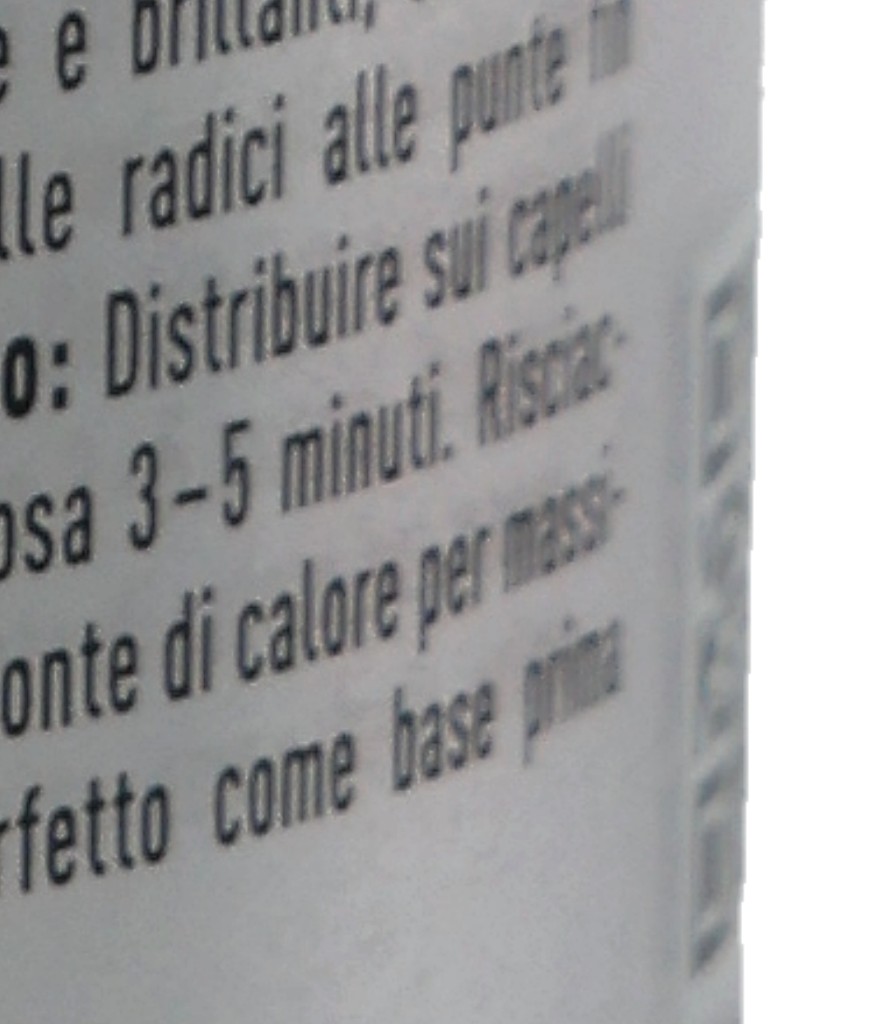 e e brillanti,
lle radici alle punte in
o: Distribuire sui capelli
osa 3-5 minuti. Risciac-
onte di calore per massi-
rfetto come base prima